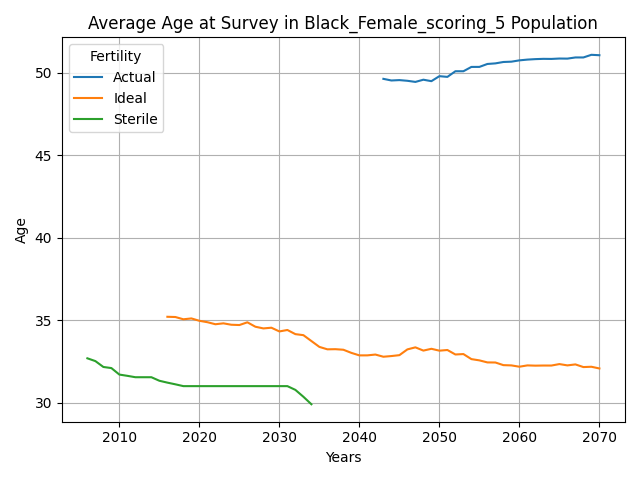 Average Age at Survey in Black_Female_scoring_5 Population
Fertility
Actual
Ideal
Sterile
Age
50
45
40
35
30
2010 2020 2030 2040 2050 2060 2070
Years